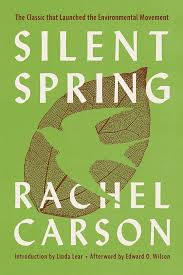 The Classic that Launched the Environmental Movement
SILENT
SPRING
RACHEL
CARSON
Introduction by Linda Lear • Afterword by Edward O. Wilson